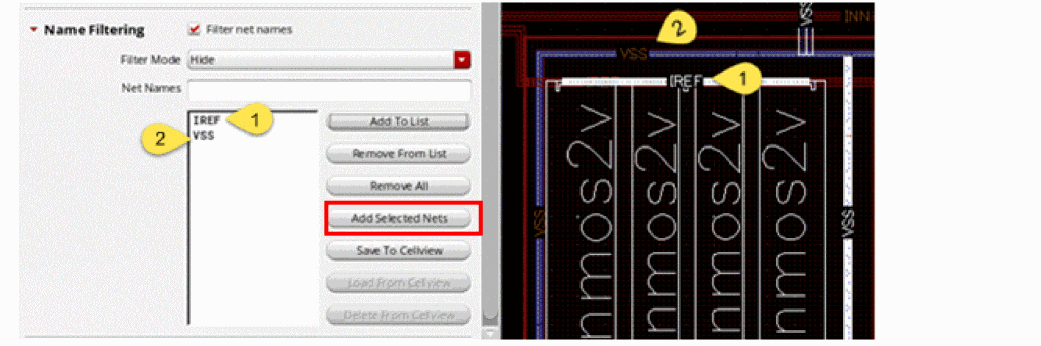 Name Filtering
Filter net names
Filter Mode
Hide
Net Names
IREF
1
VSS
2
Add To List
Remove From List
Remove All
Add Selected Nets
Save To Cellview
Load From Cellview
Delete From Cellview
2
INN
VSS
VSS
IREF
1
nmos2v
nmos2v
nmos2v
nmos2v
VSS
VSS